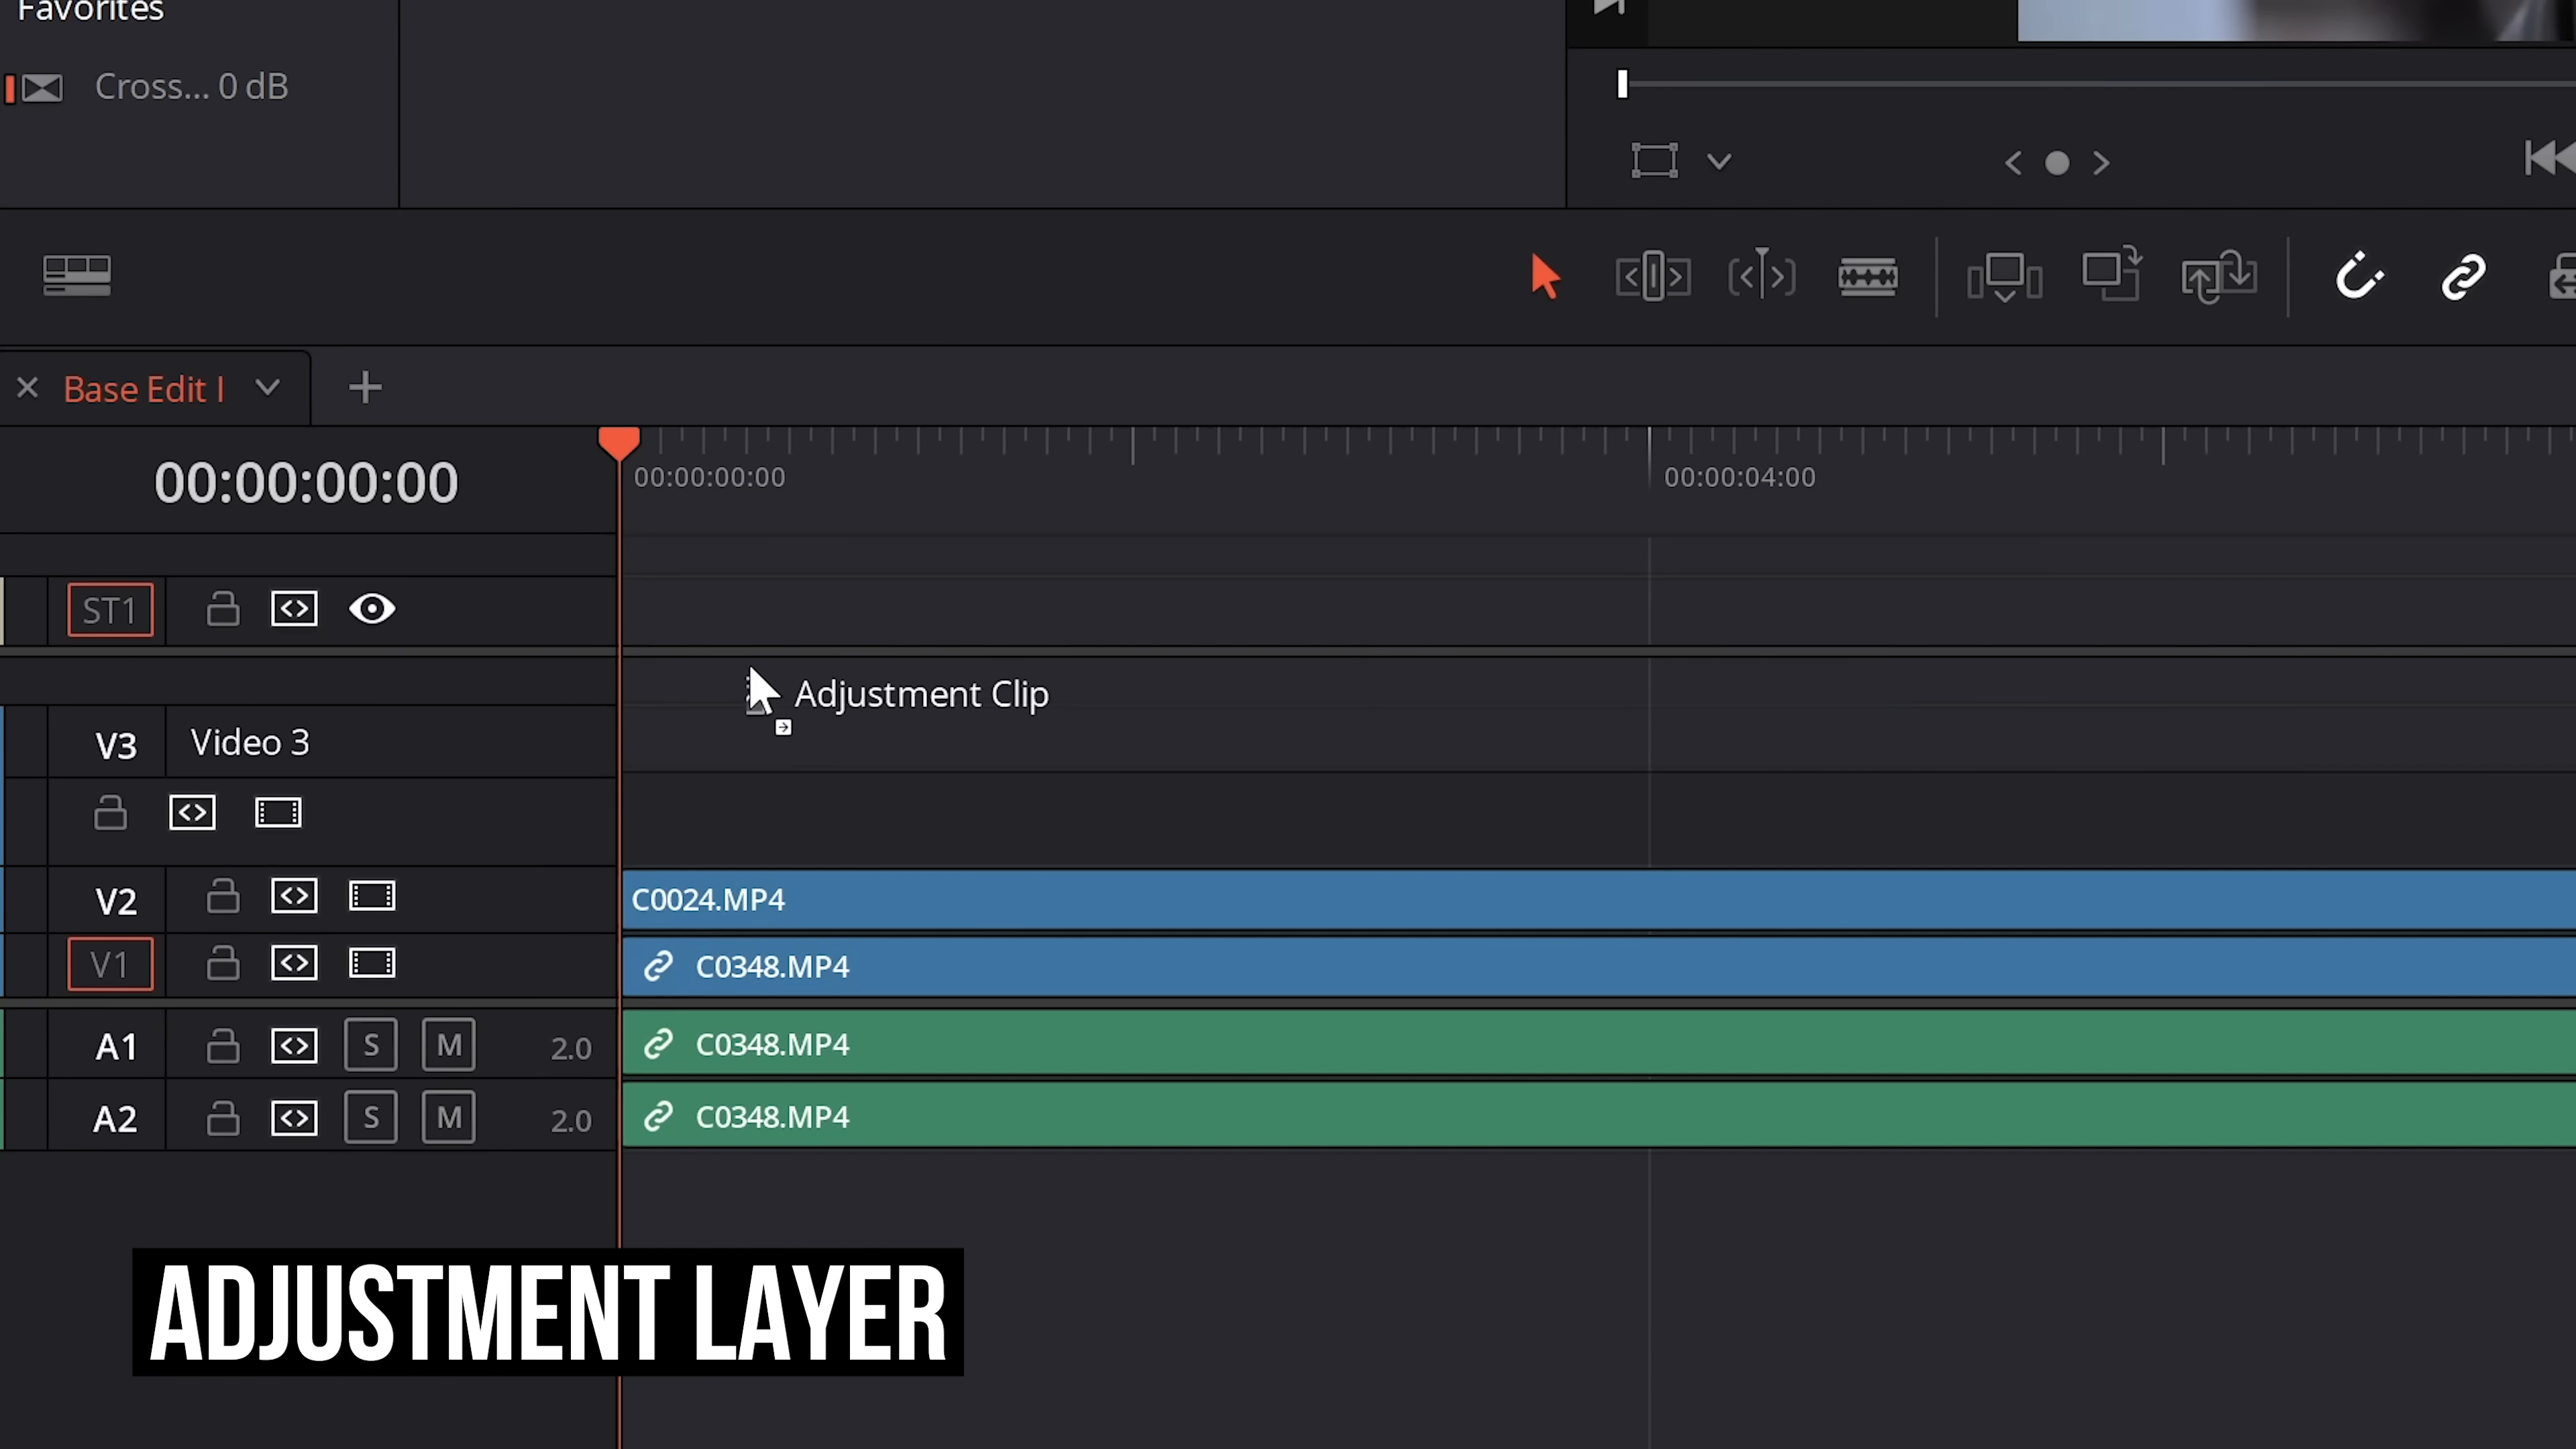 Favorites
Cross... 0 dB
Base Edit I
00:00:00:00
00:00:00:00
00:00:04:00
ST1
Adjustment Clip
V3 Video 3
V2
C0024.MP4
V1
C0348.MP4
A1 S M 2.0
C0348.MP4
A2 S M 2.0
C0348.MP4
ADJUSTMENT LAYER